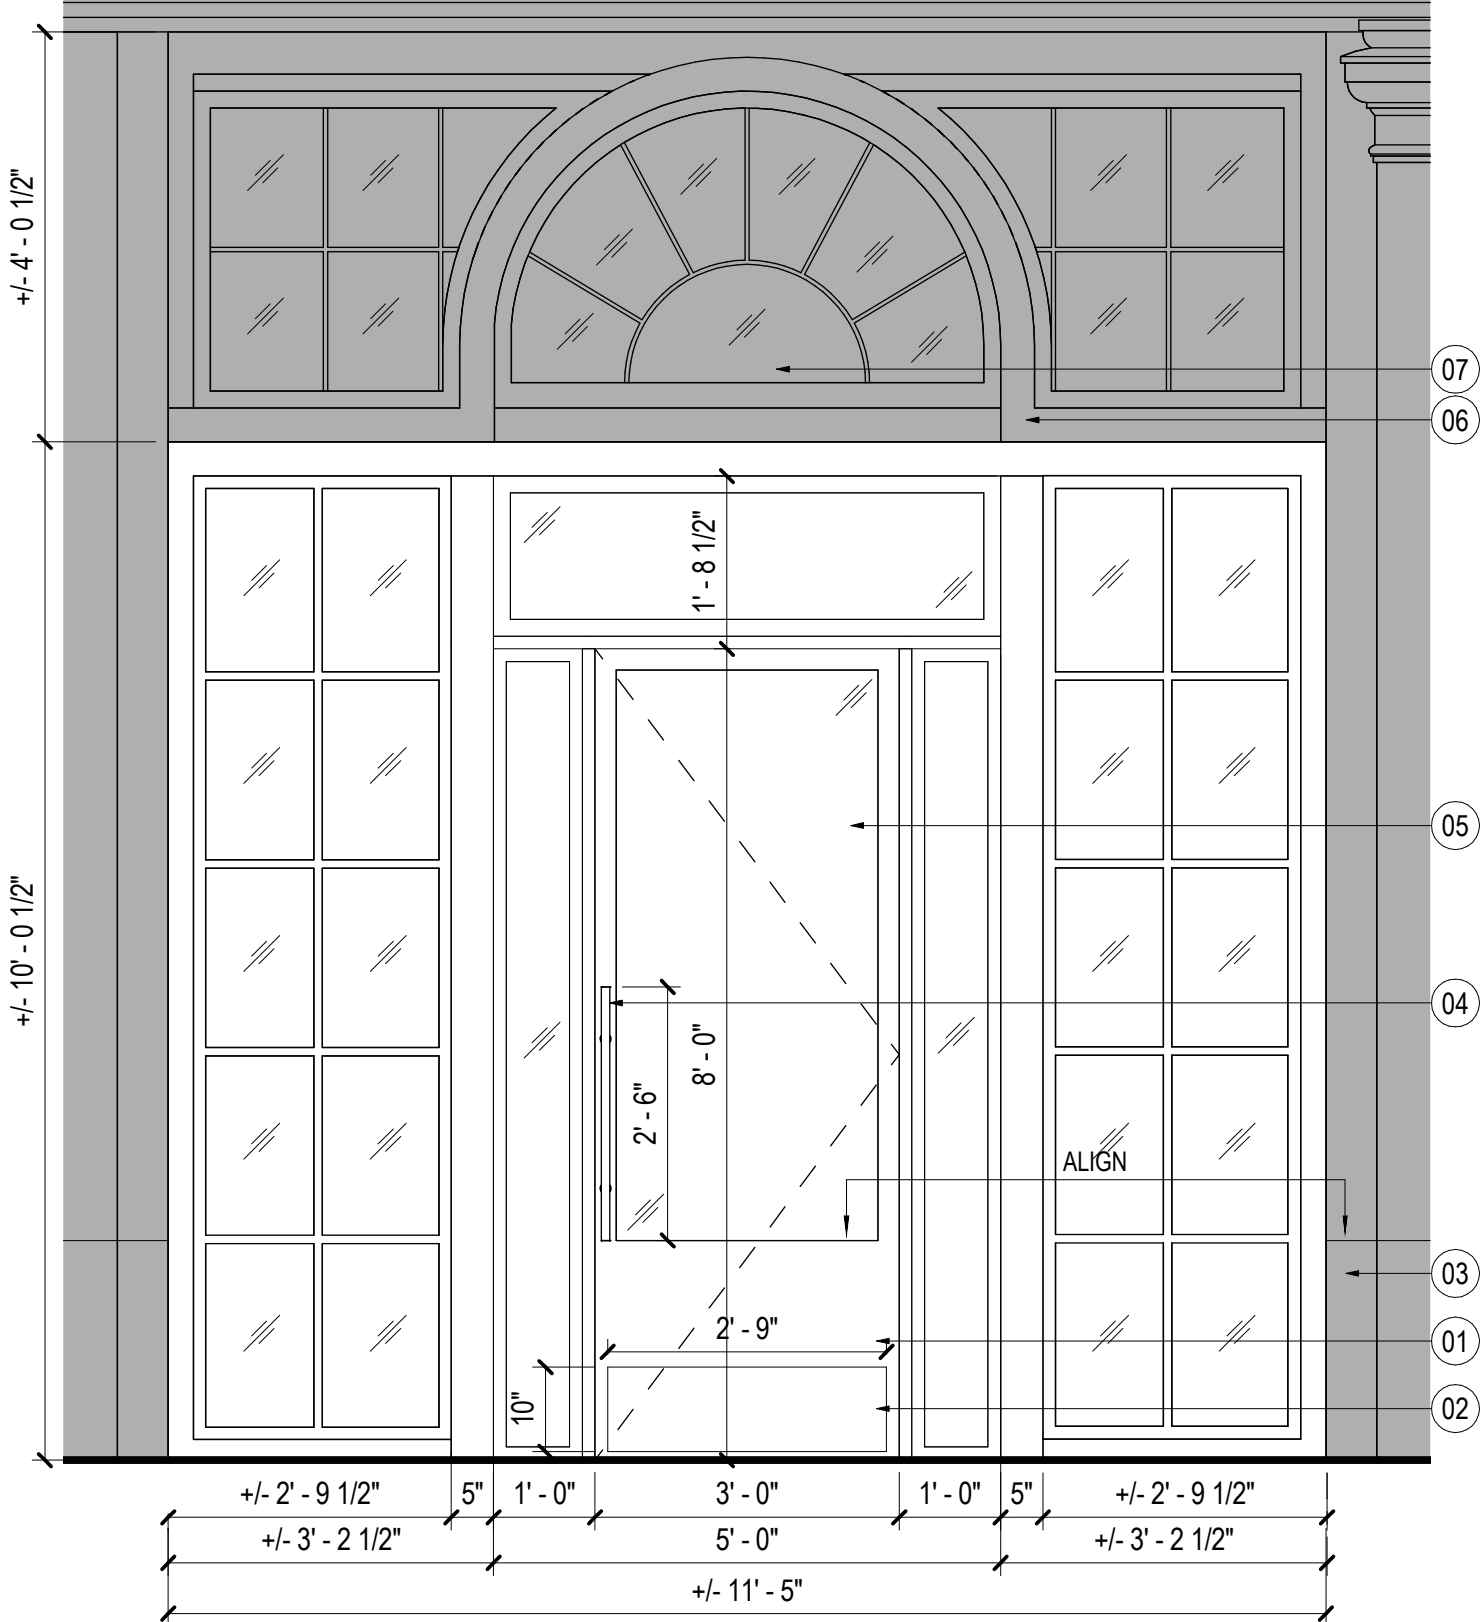 +/- 4' - 0 1/2"
07
06
1' - 8 1/2"
05
+/- 10' - 0 1/2"
04
8' - 0"
2' - 6"
ALIGN
03
2' - 9"
01
10"
02
+/- 2' - 9 1/2" 5" 1' - 0" 3' - 0" 1' - 0" 5" +/- 2' - 9 1/2"
+/- 3' - 2 1/2" 5' - 0" +/- 3' - 2 1/2"
+/- 11' - 5"